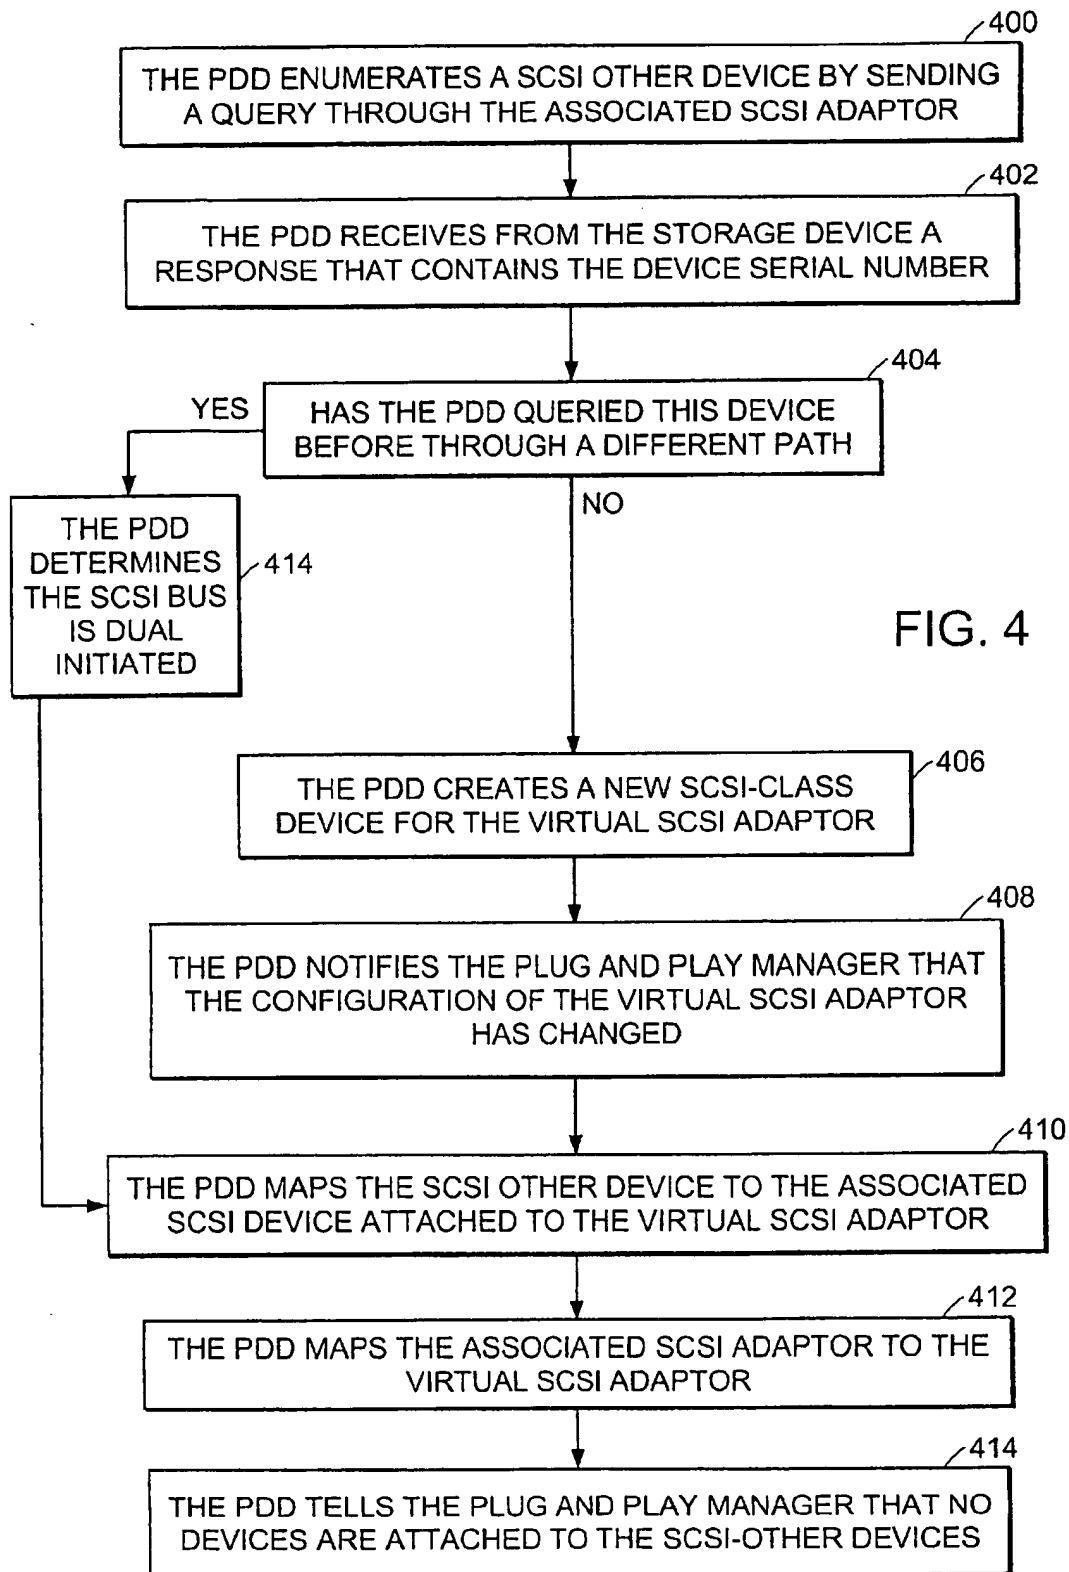 400
THE PDD ENUMERATES A SCSI OTHER DEVICE BY SENDING
A QUERY THROUGH THE ASSOCIATED SCSI ADAPTOR
402
THE PDD RECEIVES FROM THE STORAGE DEVICE A
RESPONSE THAT CONTAINS THE DEVICE SERIAL NUMBER
404
HAS THE PDD QUERIED THIS DEVICE
BEFORE THROUGH A DIFFERENT PATH
YES
NO
THE PDD
DETERMINES
THE SCSI BUS
IS DUAL
INITIATED
414
FIG. 4
406
THE PDD CREATES A NEW SCSI-CLASS
DEVICE FOR THE VIRTUAL SCSI ADAPTOR
408
THE PDD NOTIFIES THE PLUG AND PLAY MANAGER THAT
THE CONFIGURATION OF THE VIRTUAL SCSI ADAPTOR
HAS CHANGED
410
THE PDD MAPS THE SCSI OTHER DEVICE TO THE ASSOCIATED
SCSI DEVICE ATTACHED TO THE VIRTUAL SCSI ADAPTOR
412
THE PDD MAPS THE ASSOCIATED SCSI ADAPTOR TO THE
VIRTUAL SCSI ADAPTOR
414
THE PDD TELLS THE PLUG AND PLAY MANAGER THAT NO
DEVICES ARE ATTACHED TO THE SCSI-OTHER DEVICES